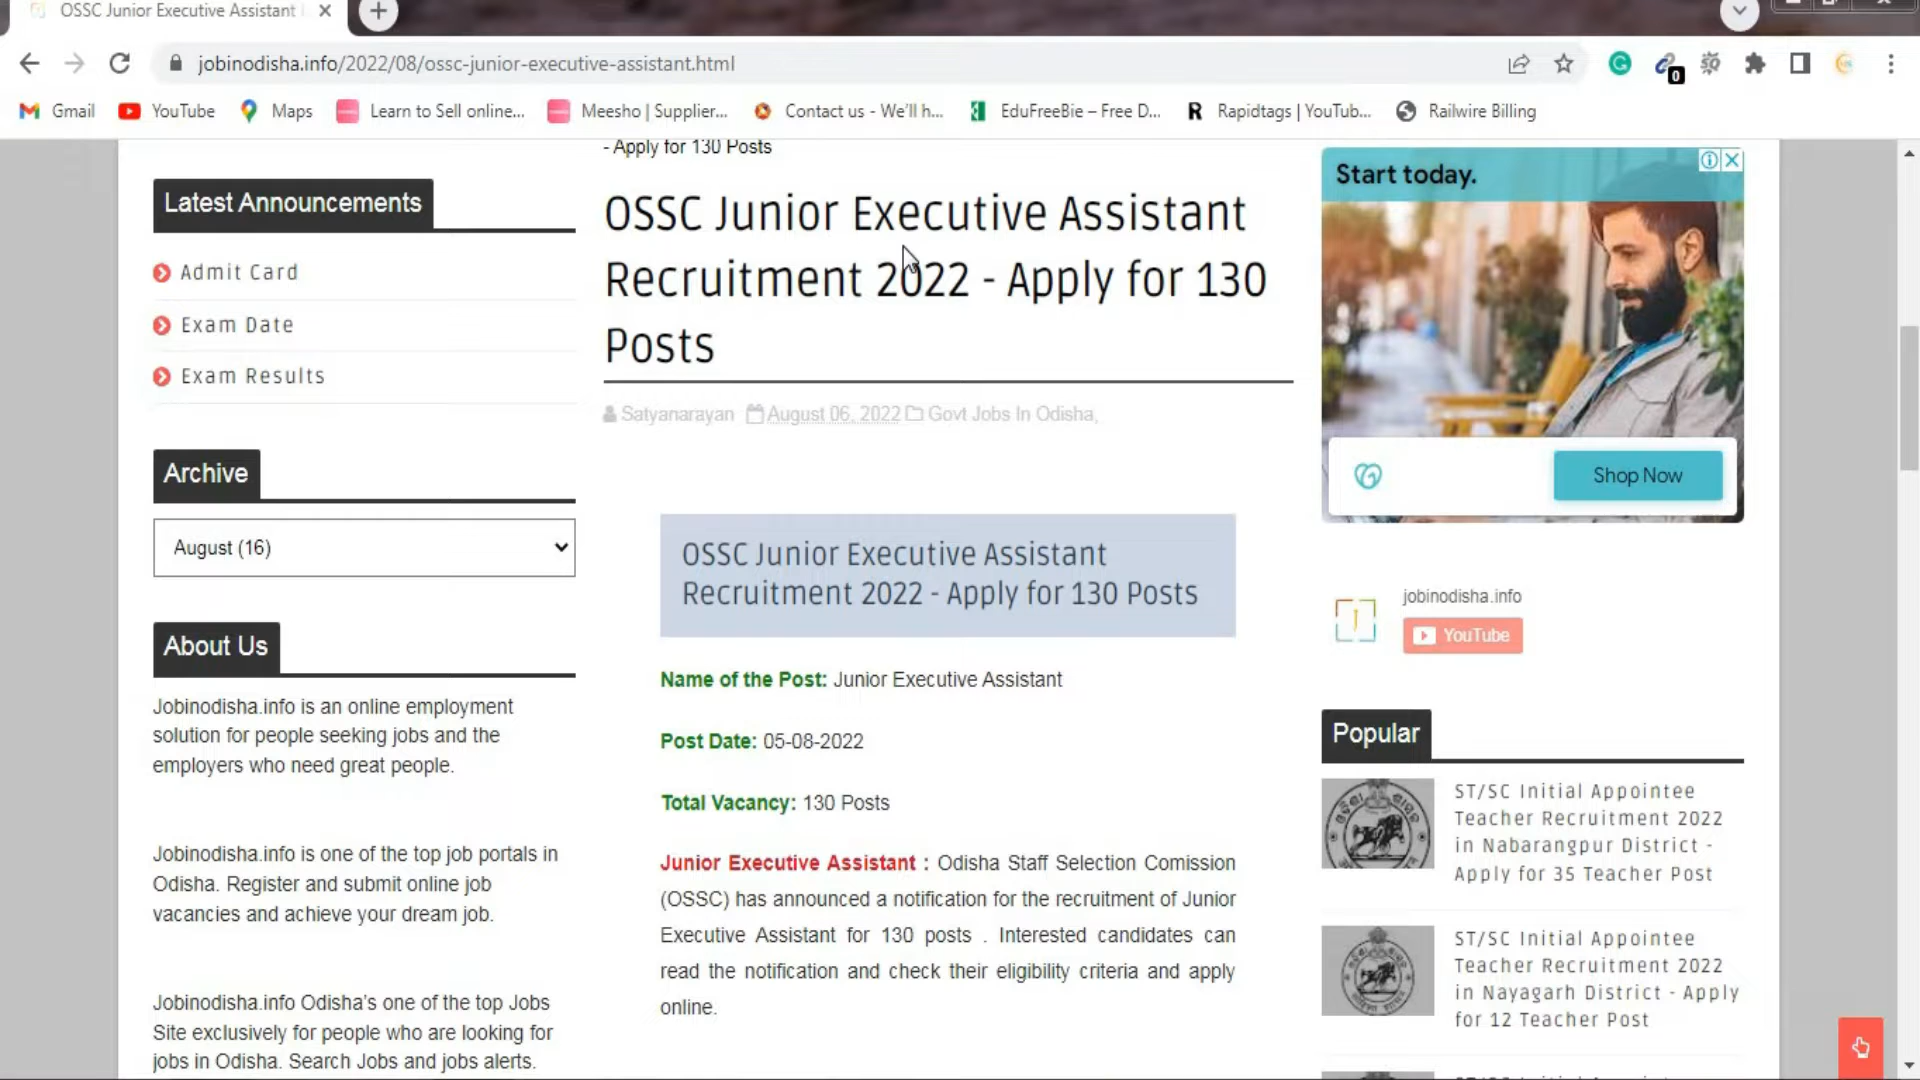 OSSC Junior Executive Assistant
jobinodisha.info/2022/08/ossc-junior-executive-assistant.html
Gmail
YouTube
Maps
Learn to Sell online...
Meesho | Supplier...
Contact us - We'll h...
EduFreeBie – Free D...
R Rapidtags | YouTub...
Railwire Billing
0
Latest Announcements
Admit Card
Exam Date
Exam Results
Archive
August (16)
About Us
Jobinodisha.info is an online employment
solution for people seeking jobs and the
employers who need great people.
Jobinodisha.info is one of the top job portals in
Odisha. Register and submit online job
vacancies and achieve your dream job.
Jobinodisha.info Odisha's one of the top Jobs
Site exclusively for people who are looking for
jobs in Odisha. Search Jobs and jobs alerts.
- Apply for 130 Posts
OSSC Junior Executive Assistant
Recruitment 2022 - Apply for 130
Posts
Satyanarayan August 06, 2022 Govt Jobs In Odisha,
OSSC Junior Executive Assistant
Recruitment 2022 - Apply for 130 Posts
Name of the Post: Junior Executive Assistant
Post Date: 05-08-2022
Total Vacancy: 130 Posts
Junior Executive Assistant : Odisha Staff Selection Comission
(OSSC) has announced a notification for the recruitment of Junior
Executive Assistant for 130 posts . Interested candidates can
read the notification and check their eligibility criteria and apply
online.
Start today.
Shop Now
jobinodisha.info
YouTube
Popular
ST/SC Initial Appointee
Teacher Recruitment 2022
in Nabarangpur District -
Apply for 35 Teacher Post
ST/SC Initial Appointee
Teacher Recruitment 2022
in Nayagarh District - Apply
for 12 Teacher Post